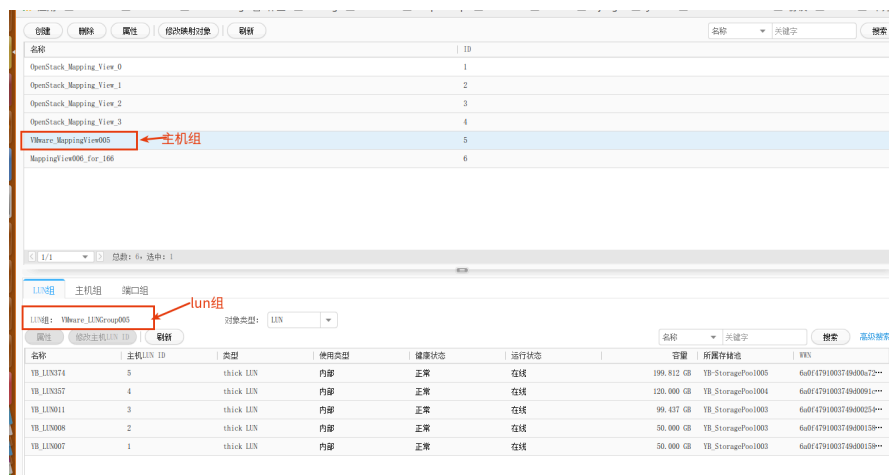 创建 删除 属性 修改映射对象 刷新 名称 关键字 搜索
名称 ID
OpenStack_Mapping_View_0 1
OpenStack_Mapping_View_1 2
OpenStack_Mapping_View_2 3
OpenStack_Mapping_View_3 4
VMware_MappingView005 5
主机组
MappingView006_for_166 6
1/1 总数: 6, 选中: 1
LUN组 主机组 端口组
lun组
LUN组: VMware_LUNGroup005 对象类型: LUN
属性 修改主机LUN ID 刷新 名称 关键字 搜索 高级搜索
名称 主机LUN ID 类型 使用类型 健康状态 运行状态 容量 所属存储池 WWN
YB_LUN374 5 thick LUN 内部 正常 在线 199.812 GB YB-StoragePool005 6a0f4791003749d00a72···
YB_LUN357 4 thick LUN 内部 正常 在线 120.000 GB YB_StoragePool004 6a0f4791003749d0091c···
YB_LUN011 3 thick LUN 内部 正常 在线 99.437 GB YB_StoragePool003 6a0f4791003749d00254···
YB_LUN008 2 thick LUN 内部 正常 在线 50.000 GB YB_StoragePool003 6a0f4791003749d00158···
YB_LUN007 1 thick LUN 内部 正常 在线 50.000 GB YB_StoragePool003 6a0f4791003749d00158···